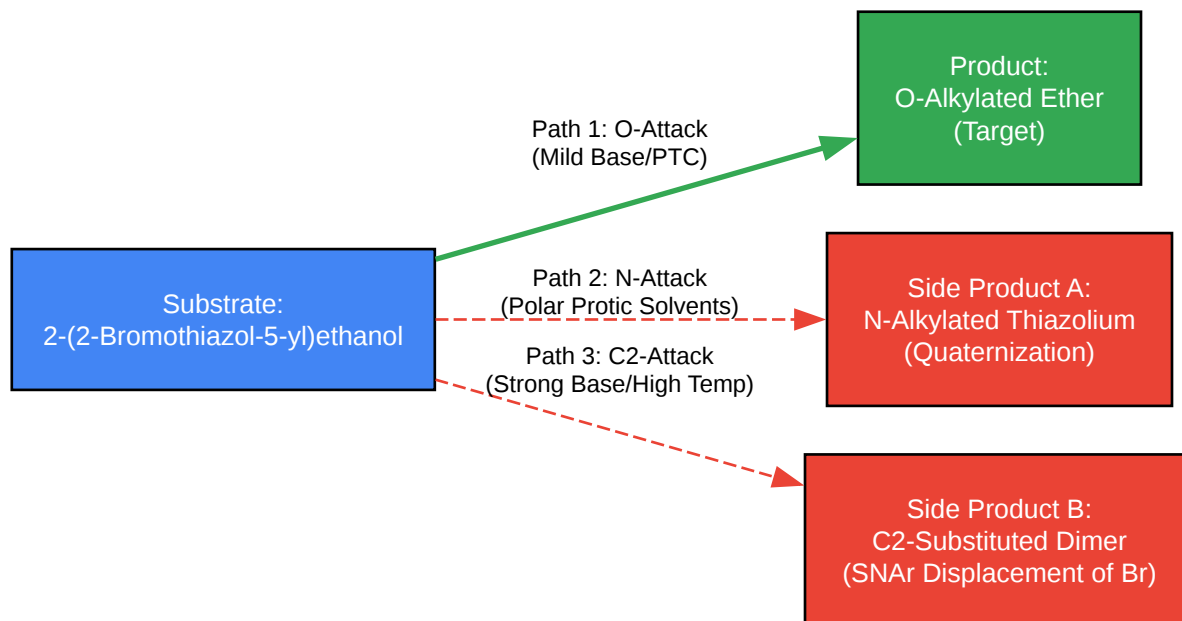 Product:
O-Alkylated Ether
(Target)
Path 1: O-Attack
(Mild Base/PTC)
Substrate:
2-(2-Bromothiazol-5-yl)ethanol
Path 2: N-Attack
(Polar Protic Solvents)
Side Product A:
N-Alkylated Thiazolium
(Quaternization)
Path 3: C2-Attack
(Strong Base/High Temp)
Side Product B:
C2-Substituted Dimer
(SNAr Displacement of Br)